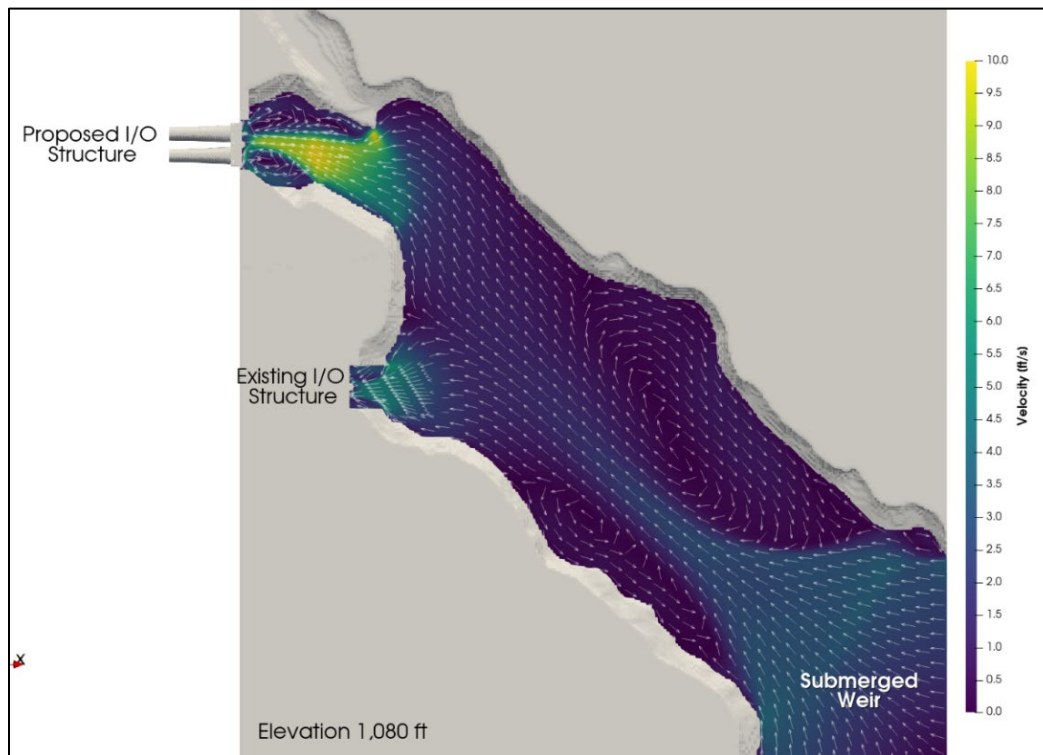 Proposed I/O
Structure
Existing I/O
Structure
Submerged
Weir
Elevation 1,080 ft
X
10.0
9.5
9.0
8.5
8.0
7.5
7.0
6.5
6.0
5.5
5.0
4.5
4.0
3.5
3.0
2.5
2.0
1.5
1.0
0.5
0.0
Velocity (ft/s)